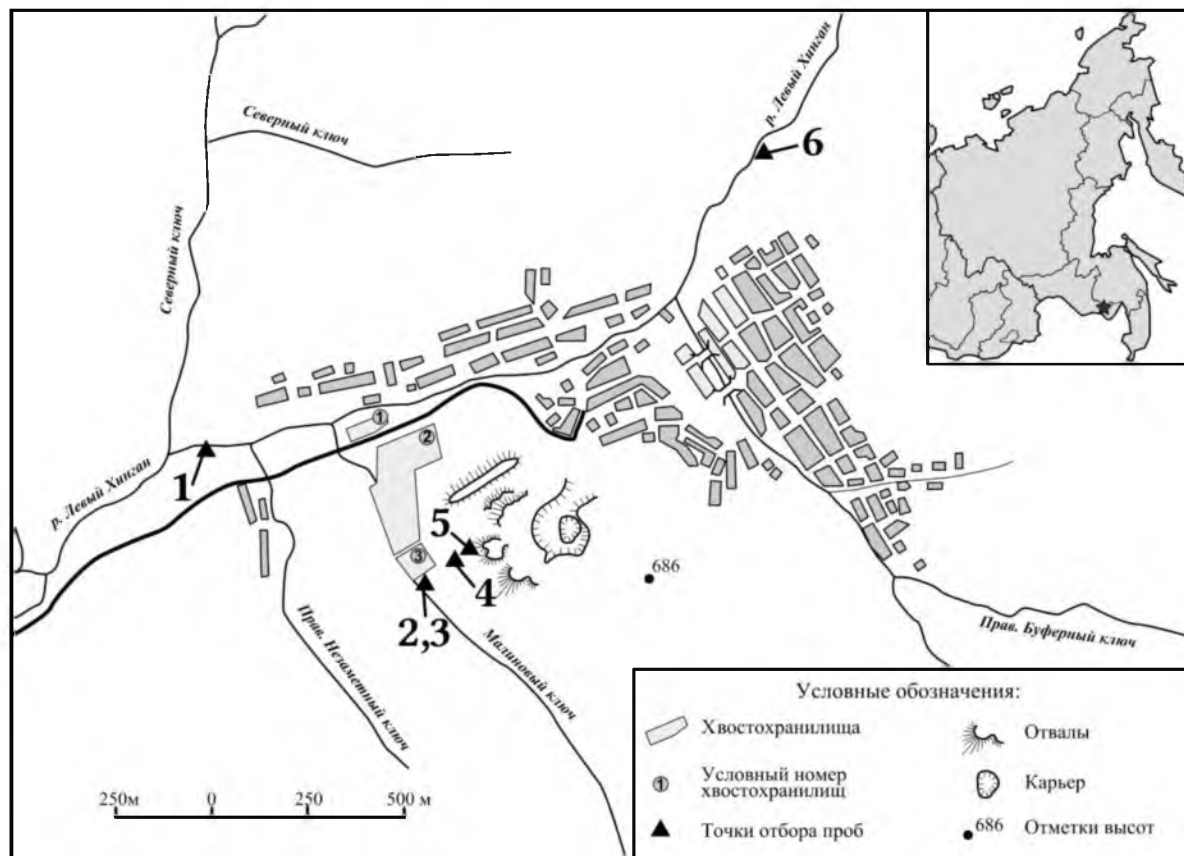 р. Левый Хинган
Северный ключ
6
Северный ключ
1
2
р. Левый Хинган
1
5
3
4
686
2,3
Прав. Незаметный ключ
Малиновый ключ
Прав. Буферный ключ
Условные обозначения:
Хвостохранилища
Отвалы
1
Условный номер
хвостохранилищ
Карьер
Точки отбора проб
686
Отметки высот
250м
0
250
500 м